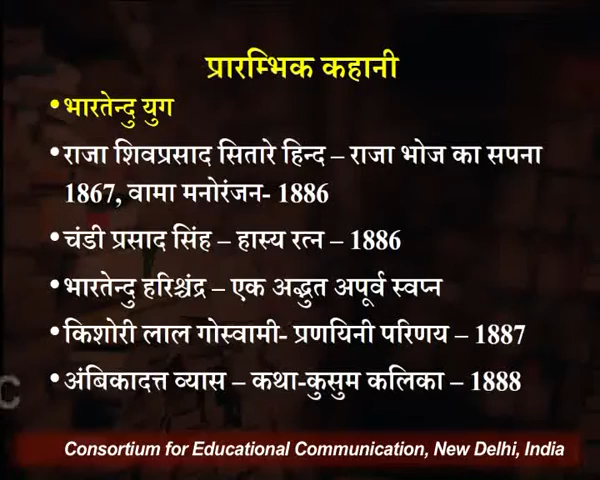 प्रारम्भिक कहानी
•भारतेन्दु युग
•राजा शिवप्रसाद सितारे हिन्द – राजा भोज का सपना
1867, वामा मनोरंजन- 1886
•चंडी प्रसाद सिंह – हास्य रत्न – 1886
•भारतेन्दु हरिश्चंद्र – एक अद्भुत अपूर्व स्वप्न
•किशोरी लाल गोस्वामी- प्रणयिनी परिणय – 1887
•अंबिकादत्त व्यास – कथा-कुसुम कलिका – 1888
C
Consortium for Educational Communication, New Delhi, India